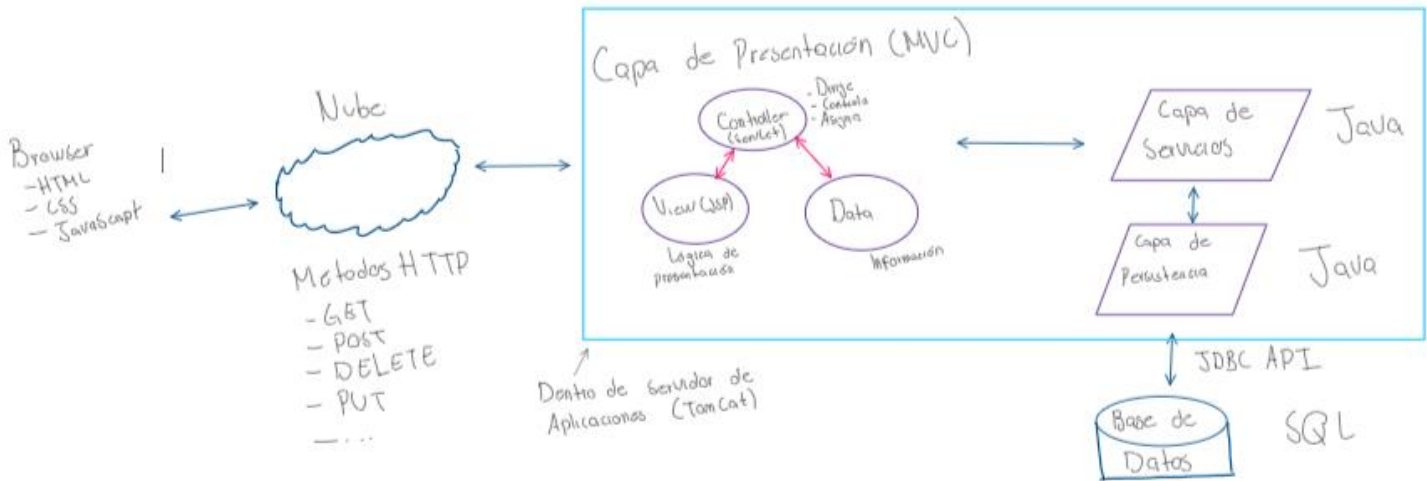 Browser
-HTML
-CSS
-JavaScript
Nube
Metodos HTTP
-GET
-POST
-DELETE
-PUT
-...
Capa de Presentación (MVC)
Controller
(Servlet)
-Dirige
-Controla
-Asigna
View (JSP)
Lógica de
presentación
Data
Información
Capa de
Servicios
Java
Capa de
Persistencia
Java
Dentro de servidor de
Aplicaciones (TomCat)
JDBC API
Base de
Datos
SQL